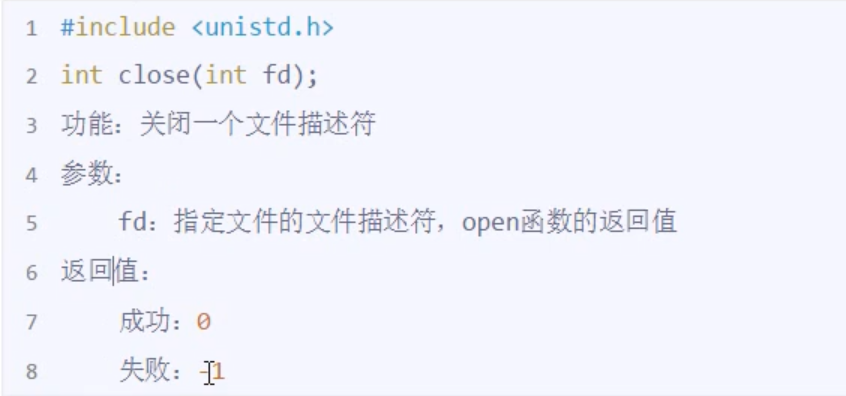 1 #include <unistd.h>
2 int close(int fd);
3 功能：关闭一个文件描述符
4 参数：
5 fd：指定文件的文件描述符，open函数的返回值
6 返回值：
7 成功：0
8 失败：-1